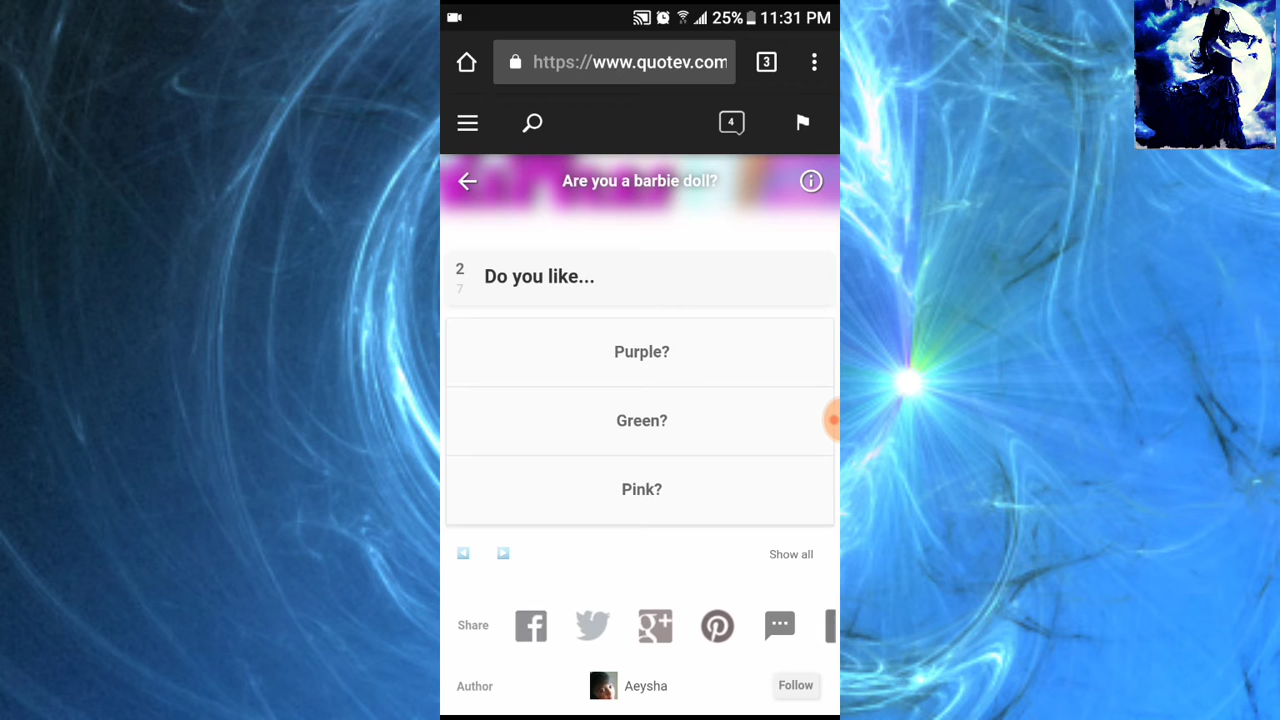 25% 11:31 PM
https://www.quotev.com
3
4
Are you a barbie doll?
2
7
Do you like...
Purple?
Green?
Pink?
Show all
Share
Author Aeysha Follow